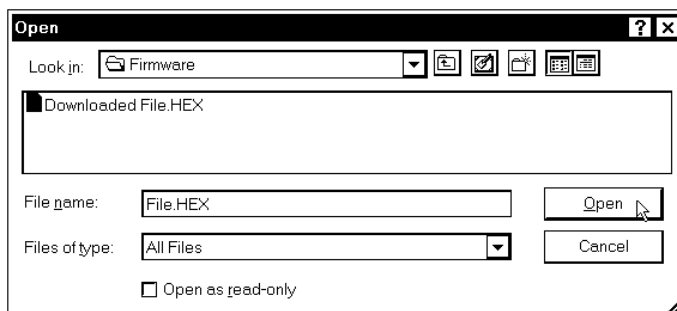 Open
Look in: Firmware
Downloaded File.HEX
File name: File.HEX Open
Files of type: All Files Cancel
Open as read-only